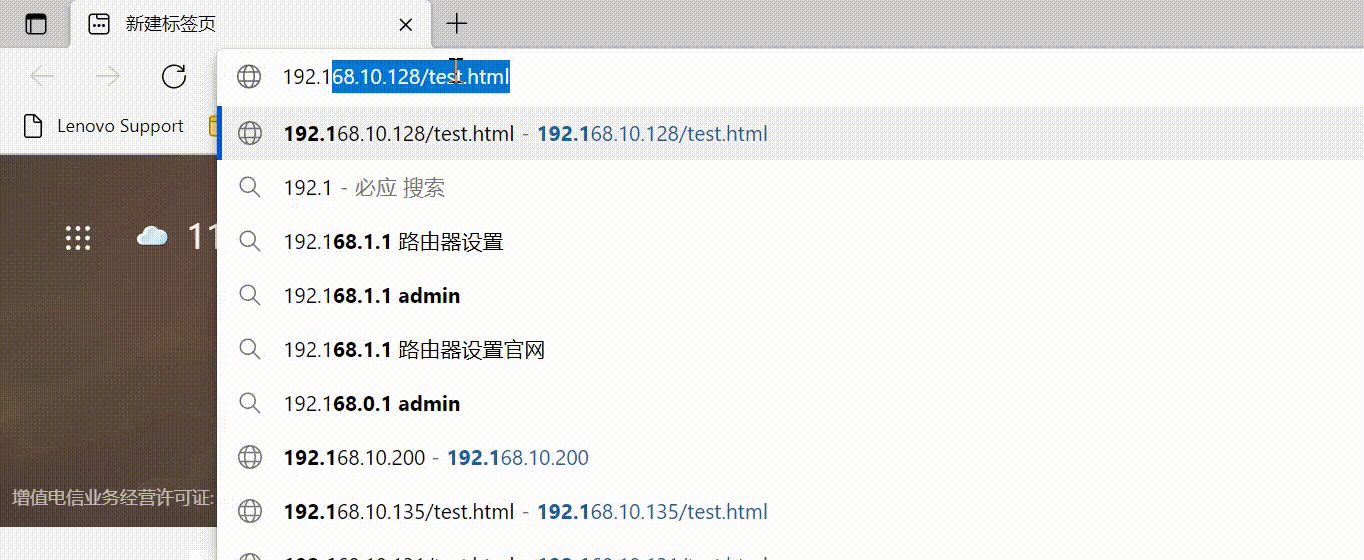 新建标签页
192.168.10.128/test.html
Lenovo Support
192.168.10.128/test.html - 192.168.10.128/test.html
192.1 - 必应 搜索
192.168.1.1 路由器设置
11
192.168.1.1 admin
192.168.1.1 路由器设置官网
192.168.0.1 admin
192.168.10.200 - 192.168.10.200
增值电信业务经营许可证:
192.168.10.135/test.html - 192.168.10.135/test.html